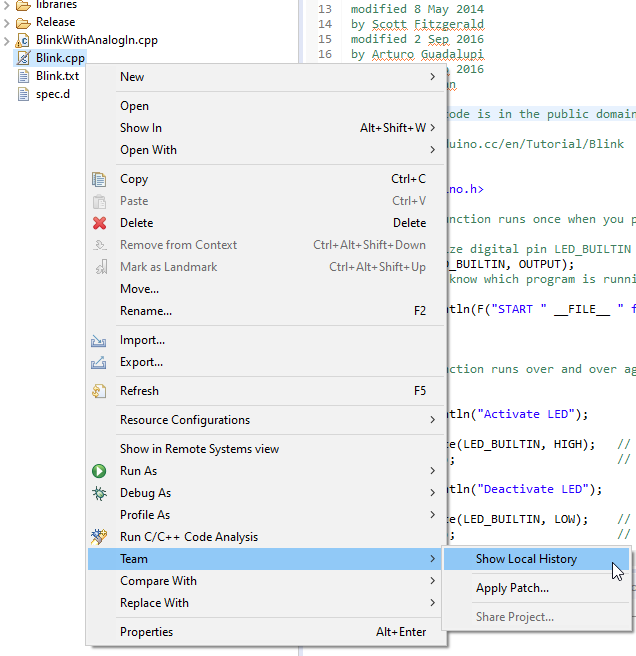 libraries
Release
BlinkWithAnalogIn.cpp
Blink.cpp
Blink.txt
spec.d
New
Open
Show In Alt+Shift+W
Open With
Copy Ctrl+C
Paste Ctrl+V
Delete Delete
Remove from Context Ctrl+Alt+Shift+Down
Mark as Landmark Ctrl+Alt+Shift+Up
Move...
Rename... F2
Import...
Export...
Refresh F5
Resource Configurations
Show in Remote Systems view
Run As
Debug As
Profile As
Run C/C++ Code Analysis
Team
Compare With
Replace With
Properties Alt+Enter
Show Local History
Apply Patch...
Share Project...
13 modified 8 May 2014
14 by Scott Fitzgerald
15 modified 2 Sep 2016
16 by Arturo Guadalupi
2016
n
ode is in the public domain
duino.cc/en/Tutorial/Blink
ino.h>
unction runs once when you p
ize digital pin LED_BUILTIN
D_BUILTIN, OUTPUT);
know which program is runni
tln(F("START " __FILE__ " f
nction runs over and over ag
tln("Activate LED");
te(LED_BUILTIN, HIGH); //
; //
tln("Deactivate LED");
te(LED_BUILTIN, LOW); //
; //